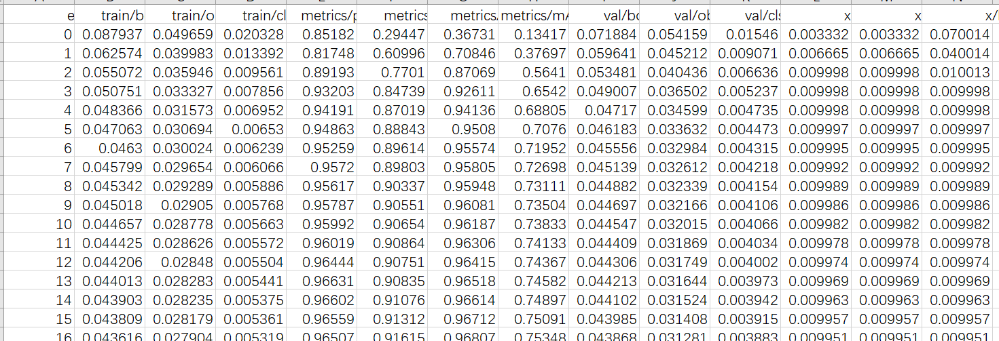 e train/b train/o train/cl metrics/p metrics metrics/ metrics/mA val/bo val/ob val/cls x x x/l
0 0.087937 0.049659 0.020328 0.85182 0.29447 0.36731 0.13417 0.071884 0.054159 0.01546 0.003332 0.003332 0.070014
1 0.062574 0.039983 0.013392 0.81748 0.60996 0.70846 0.37697 0.059641 0.045212 0.009071 0.006665 0.006665 0.040014
2 0.055072 0.035946 0.009561 0.89193 0.7701 0.87069 0.5641 0.053481 0.040436 0.006636 0.009998 0.009998 0.010013
3 0.050751 0.033327 0.007856 0.93203 0.84739 0.92611 0.6542 0.049007 0.036502 0.005237 0.009998 0.009998 0.009998
4 0.048366 0.031573 0.006952 0.94191 0.87019 0.94136 0.68805 0.04717 0.034599 0.004735 0.009998 0.009998 0.009998
5 0.047063 0.030694 0.00653 0.94863 0.88843 0.9508 0.7076 0.046183 0.033632 0.004473 0.009997 0.009997 0.009997
6 0.0463 0.030024 0.006239 0.95259 0.89614 0.95574 0.71952 0.045556 0.032984 0.004315 0.009995 0.009995 0.009995
7 0.045799 0.029654 0.006066 0.9572 0.89803 0.95805 0.72698 0.045139 0.032612 0.004218 0.009992 0.009992 0.009992
8 0.045342 0.029289 0.005886 0.95617 0.90337 0.95948 0.73111 0.044882 0.032339 0.004154 0.009989 0.009989 0.009989
9 0.045018 0.02905 0.005768 0.95787 0.90551 0.96081 0.73504 0.044697 0.032166 0.004106 0.009986 0.009986 0.009986
10 0.044657 0.028778 0.005663 0.95992 0.90654 0.96187 0.73833 0.044547 0.032015 0.004066 0.009982 0.009982 0.009982
11 0.044425 0.028626 0.005572 0.96019 0.90864 0.96306 0.74133 0.044409 0.031869 0.004034 0.009978 0.009978 0.009978
12 0.044206 0.02848 0.005504 0.96444 0.90751 0.96415 0.74367 0.044306 0.031749 0.004002 0.009974 0.009974 0.009974
13 0.044013 0.028283 0.005441 0.96631 0.90835 0.96518 0.74582 0.044213 0.031644 0.003973 0.009969 0.009969 0.009969
14 0.043903 0.028235 0.005375 0.96602 0.91076 0.96614 0.74897 0.044102 0.031524 0.003942 0.009963 0.009963 0.009963
15 0.043809 0.028179 0.005361 0.96559 0.91312 0.96712 0.75091 0.043985 0.031408 0.003915 0.009957 0.009957 0.009957
16 0.043616 0.027904 0.005319 0.96507 0.91615 0.96807 0.75348 0.043868 0.031281 0.003883 0.009951 0.009951 0.009951